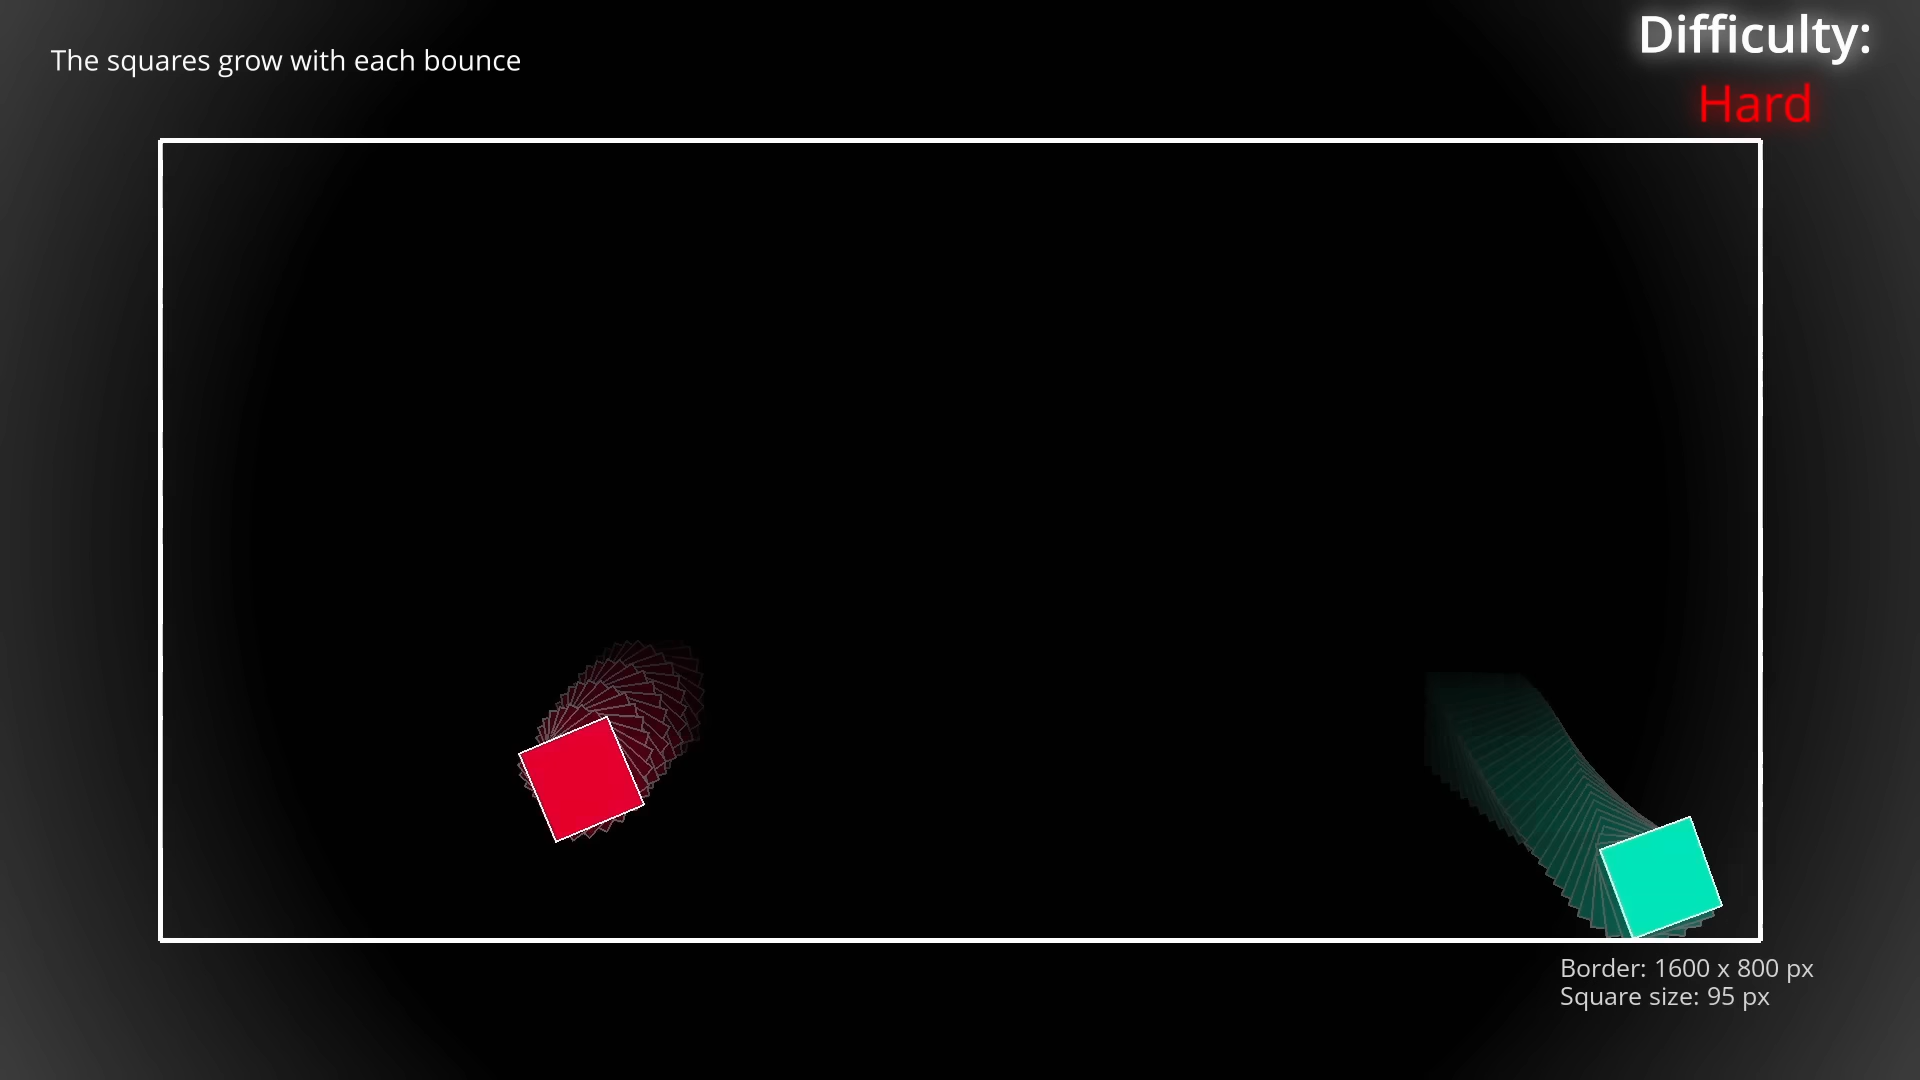 The squares grow with each bounce
Difficulty:
Hard
Border: 1600 x 800 px
Square size: 95 px